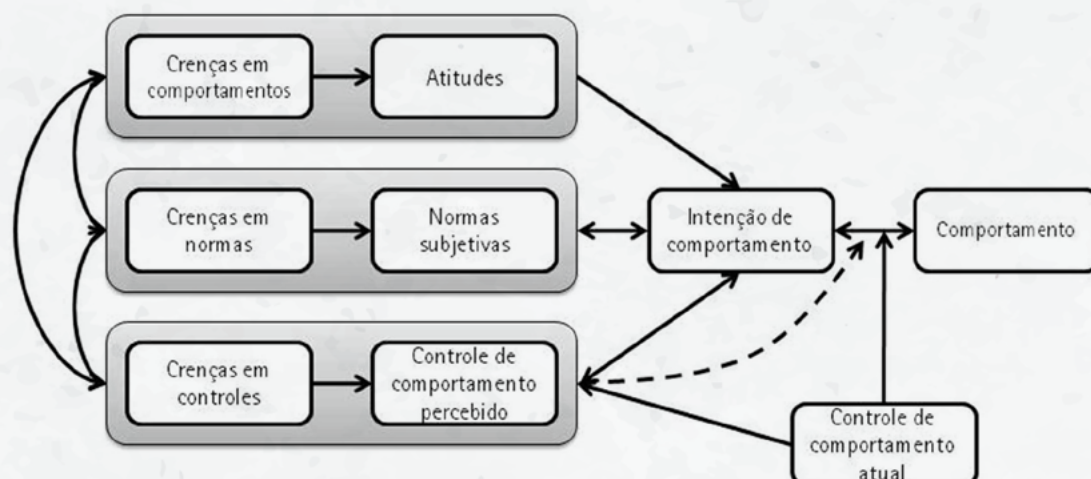 Crenças em
comportamentos
Atitudes
Crenças em
normas
Normas
subjetivas
Intenção de
comportamento
Comportamento
Crenças em
controles
Controle de
comportamento
percebido
Controle de
comportamento
atual